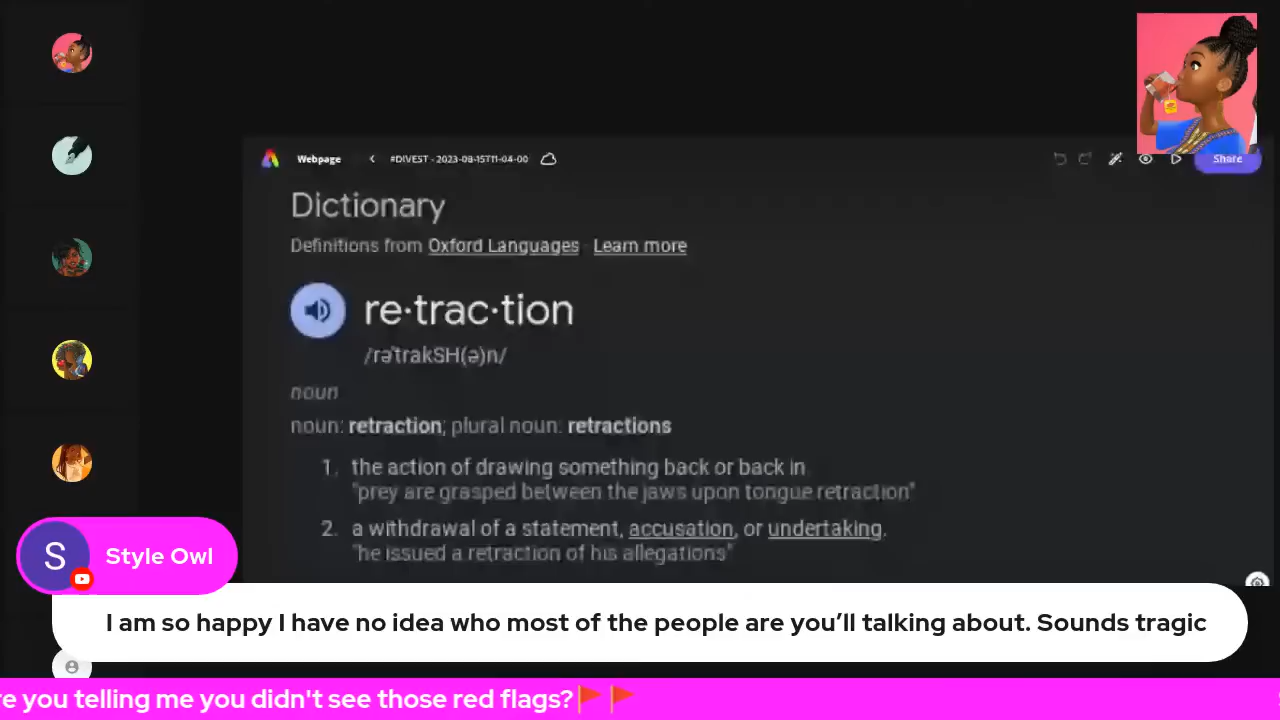 Webpage
#DIVEST - 2023-08-15T11-04-00
Share
Dictionary
Definitions from Oxford Languages · Learn more
re·trac·tion
/rəˈtrakSH(ə)n/
noun
noun: retraction; plural noun: retractions
1. the action of drawing something back or back in
"prey are grasped between the jaws upon tongue retraction"
2. a withdrawal of a statement, accusation, or undertaking.
"he issued a retraction of his allegations"
S
Style Owl
I am so happy I have no idea who most of the people are you’ll talking about. Sounds tragic
re you telling me you didn't see those red flags?🚩🚩